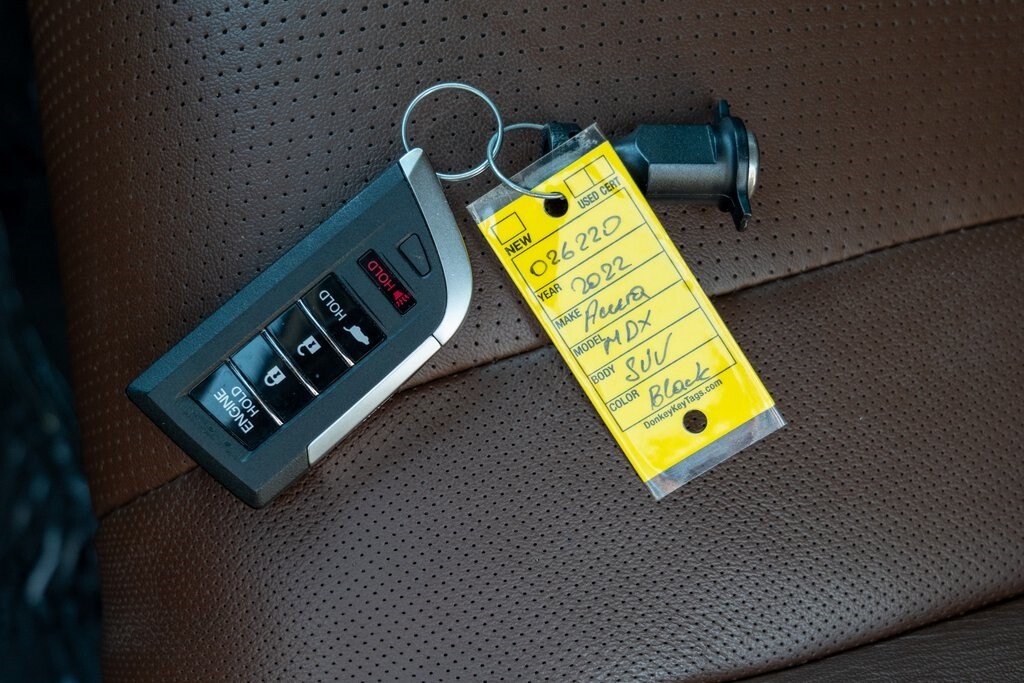 HOLD
HOLD
ENGINE
HOLD
NEW
USED CERT
026220
YEAR 2022
MAKE Acura
MODEL MDX
BODY SUV
COLOR Black
DonkeyKeyTags.com